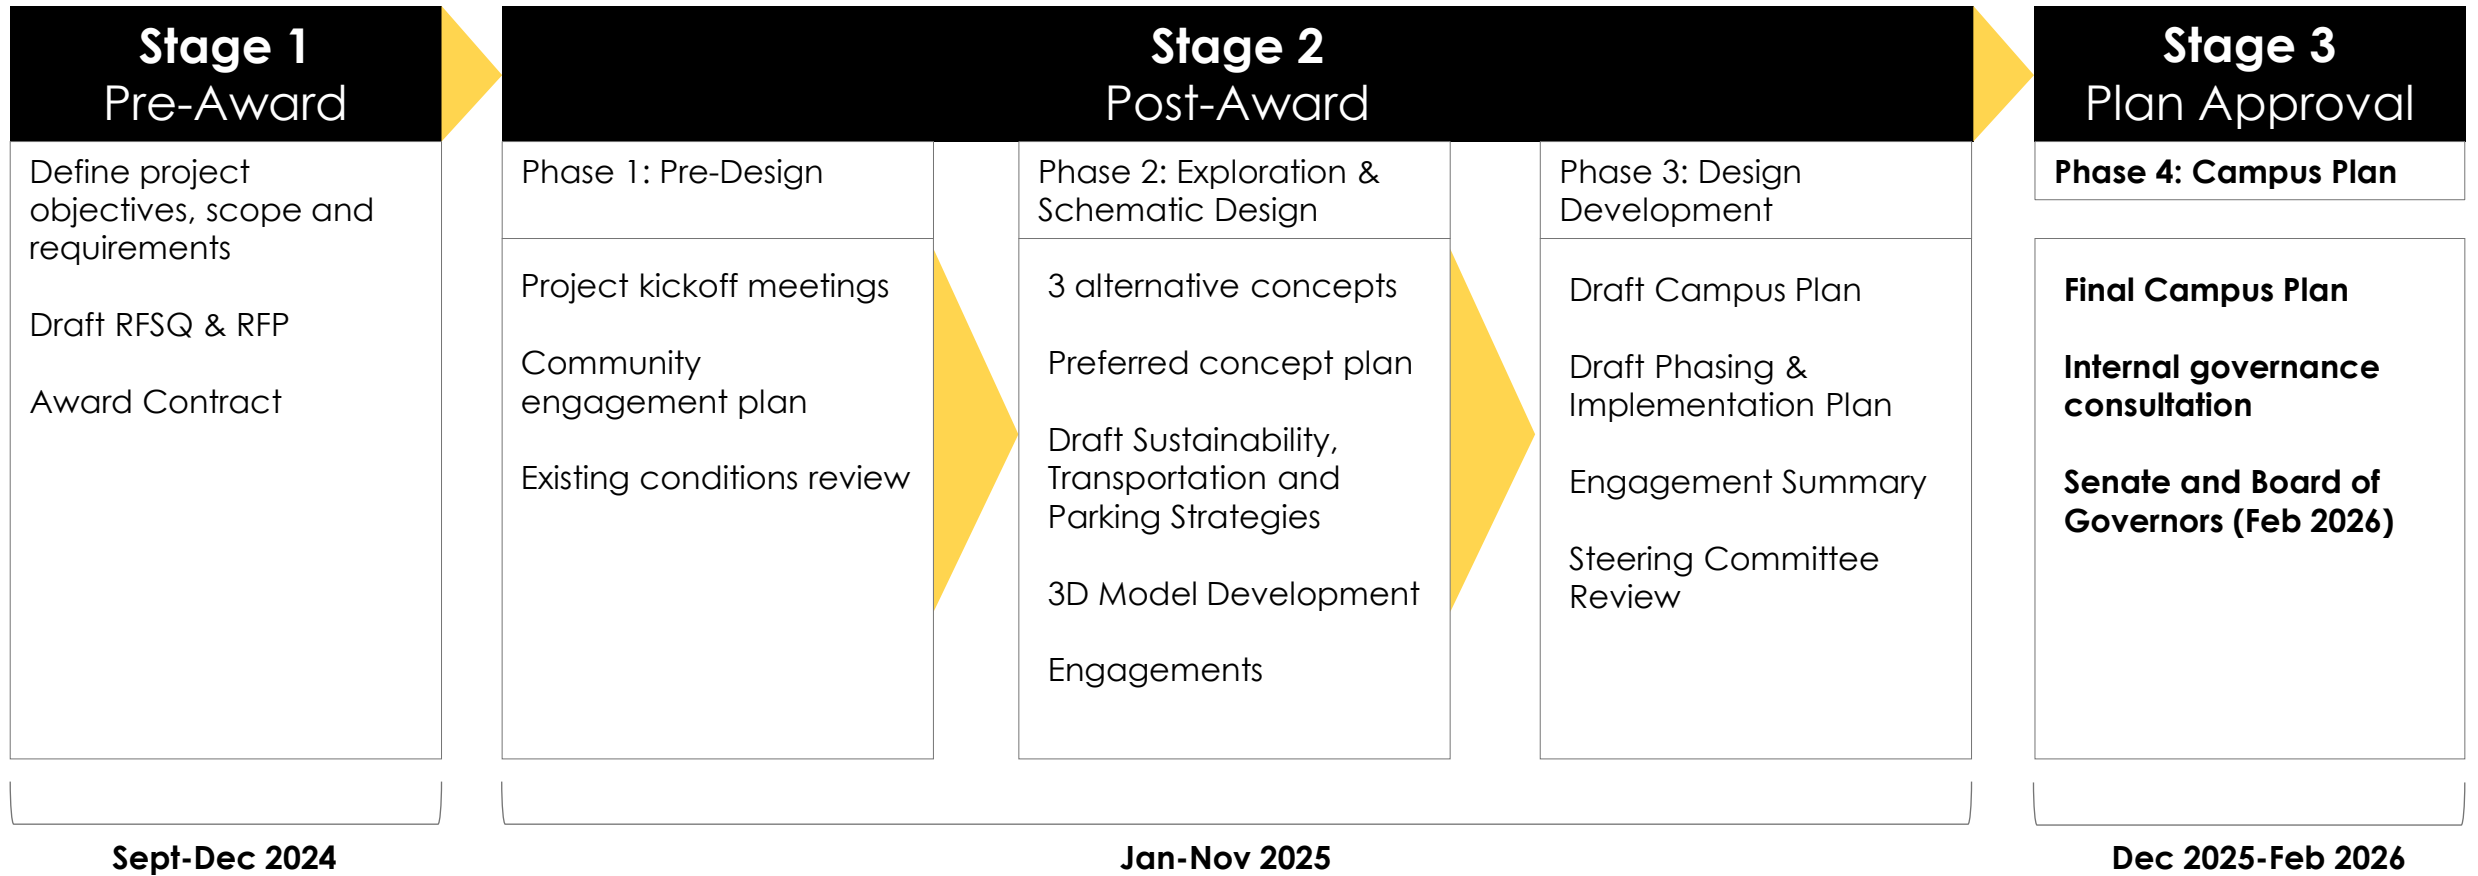 Stage 1
Pre-Award
Define project
objectives, scope and
requirements
Draft RFSQ & RFP
Award Contract
Stage 2
Post-Award
Phase 1: Pre-Design
Project kickoff meetings
Community
engagement plan
Existing conditions review
Phase 2: Exploration &
Schematic Design
3 alternative concepts
Preferred concept plan
Draft Sustainability,
Transportation and
Parking Strategies
3D Model Development
Engagements
Phase 3: Design
Development
Draft Campus Plan
Draft Phasing &
Implementation Plan
Engagement Summary
Steering Committee
Review
Stage 3
Plan Approval
Phase 4: Campus Plan
Final Campus Plan
Internal governance
consultation
Senate and Board of
Governors (Feb 2026)
Sept-Dec 2024
Jan-Nov 2025
Dec 2025-Feb 2026